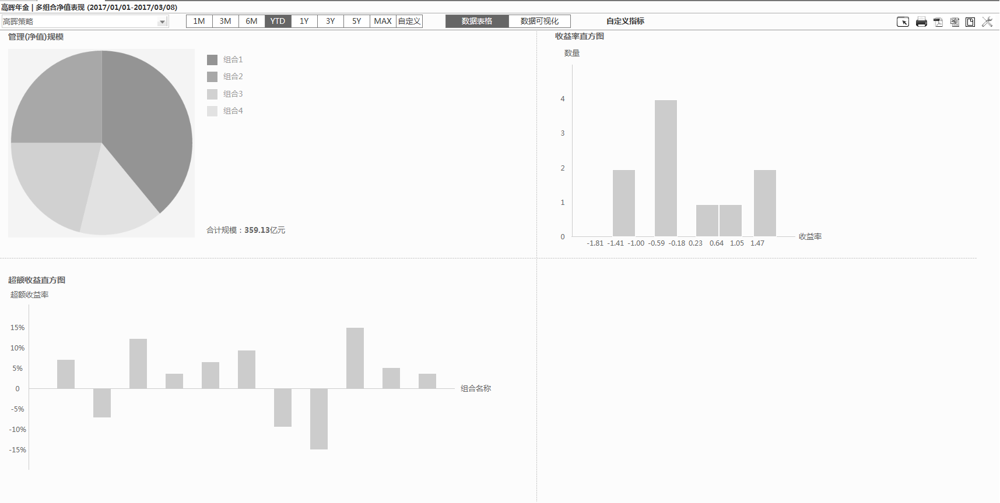 高晖年金 | 多组合净值表现 (2017/01/01-2017/03/08)
高晖策略 1M 3M 6M YTD 1Y 3Y 5Y MAX 自定义 数据表格 数据可视化 自定义指标
管理(净值)规模
组合1
组合2
组合3
组合4
合计规模：359.13亿元
收益率直方图
数量
4
3
2
1
0
收益率
-1.81 -1.41 -1.00 -0.59 -0.18 0.23 0.64 1.05 1.47
超额收益直方图
超额收益率
15%
10%
5%
0
组合名称
-5%
-10%
-15%